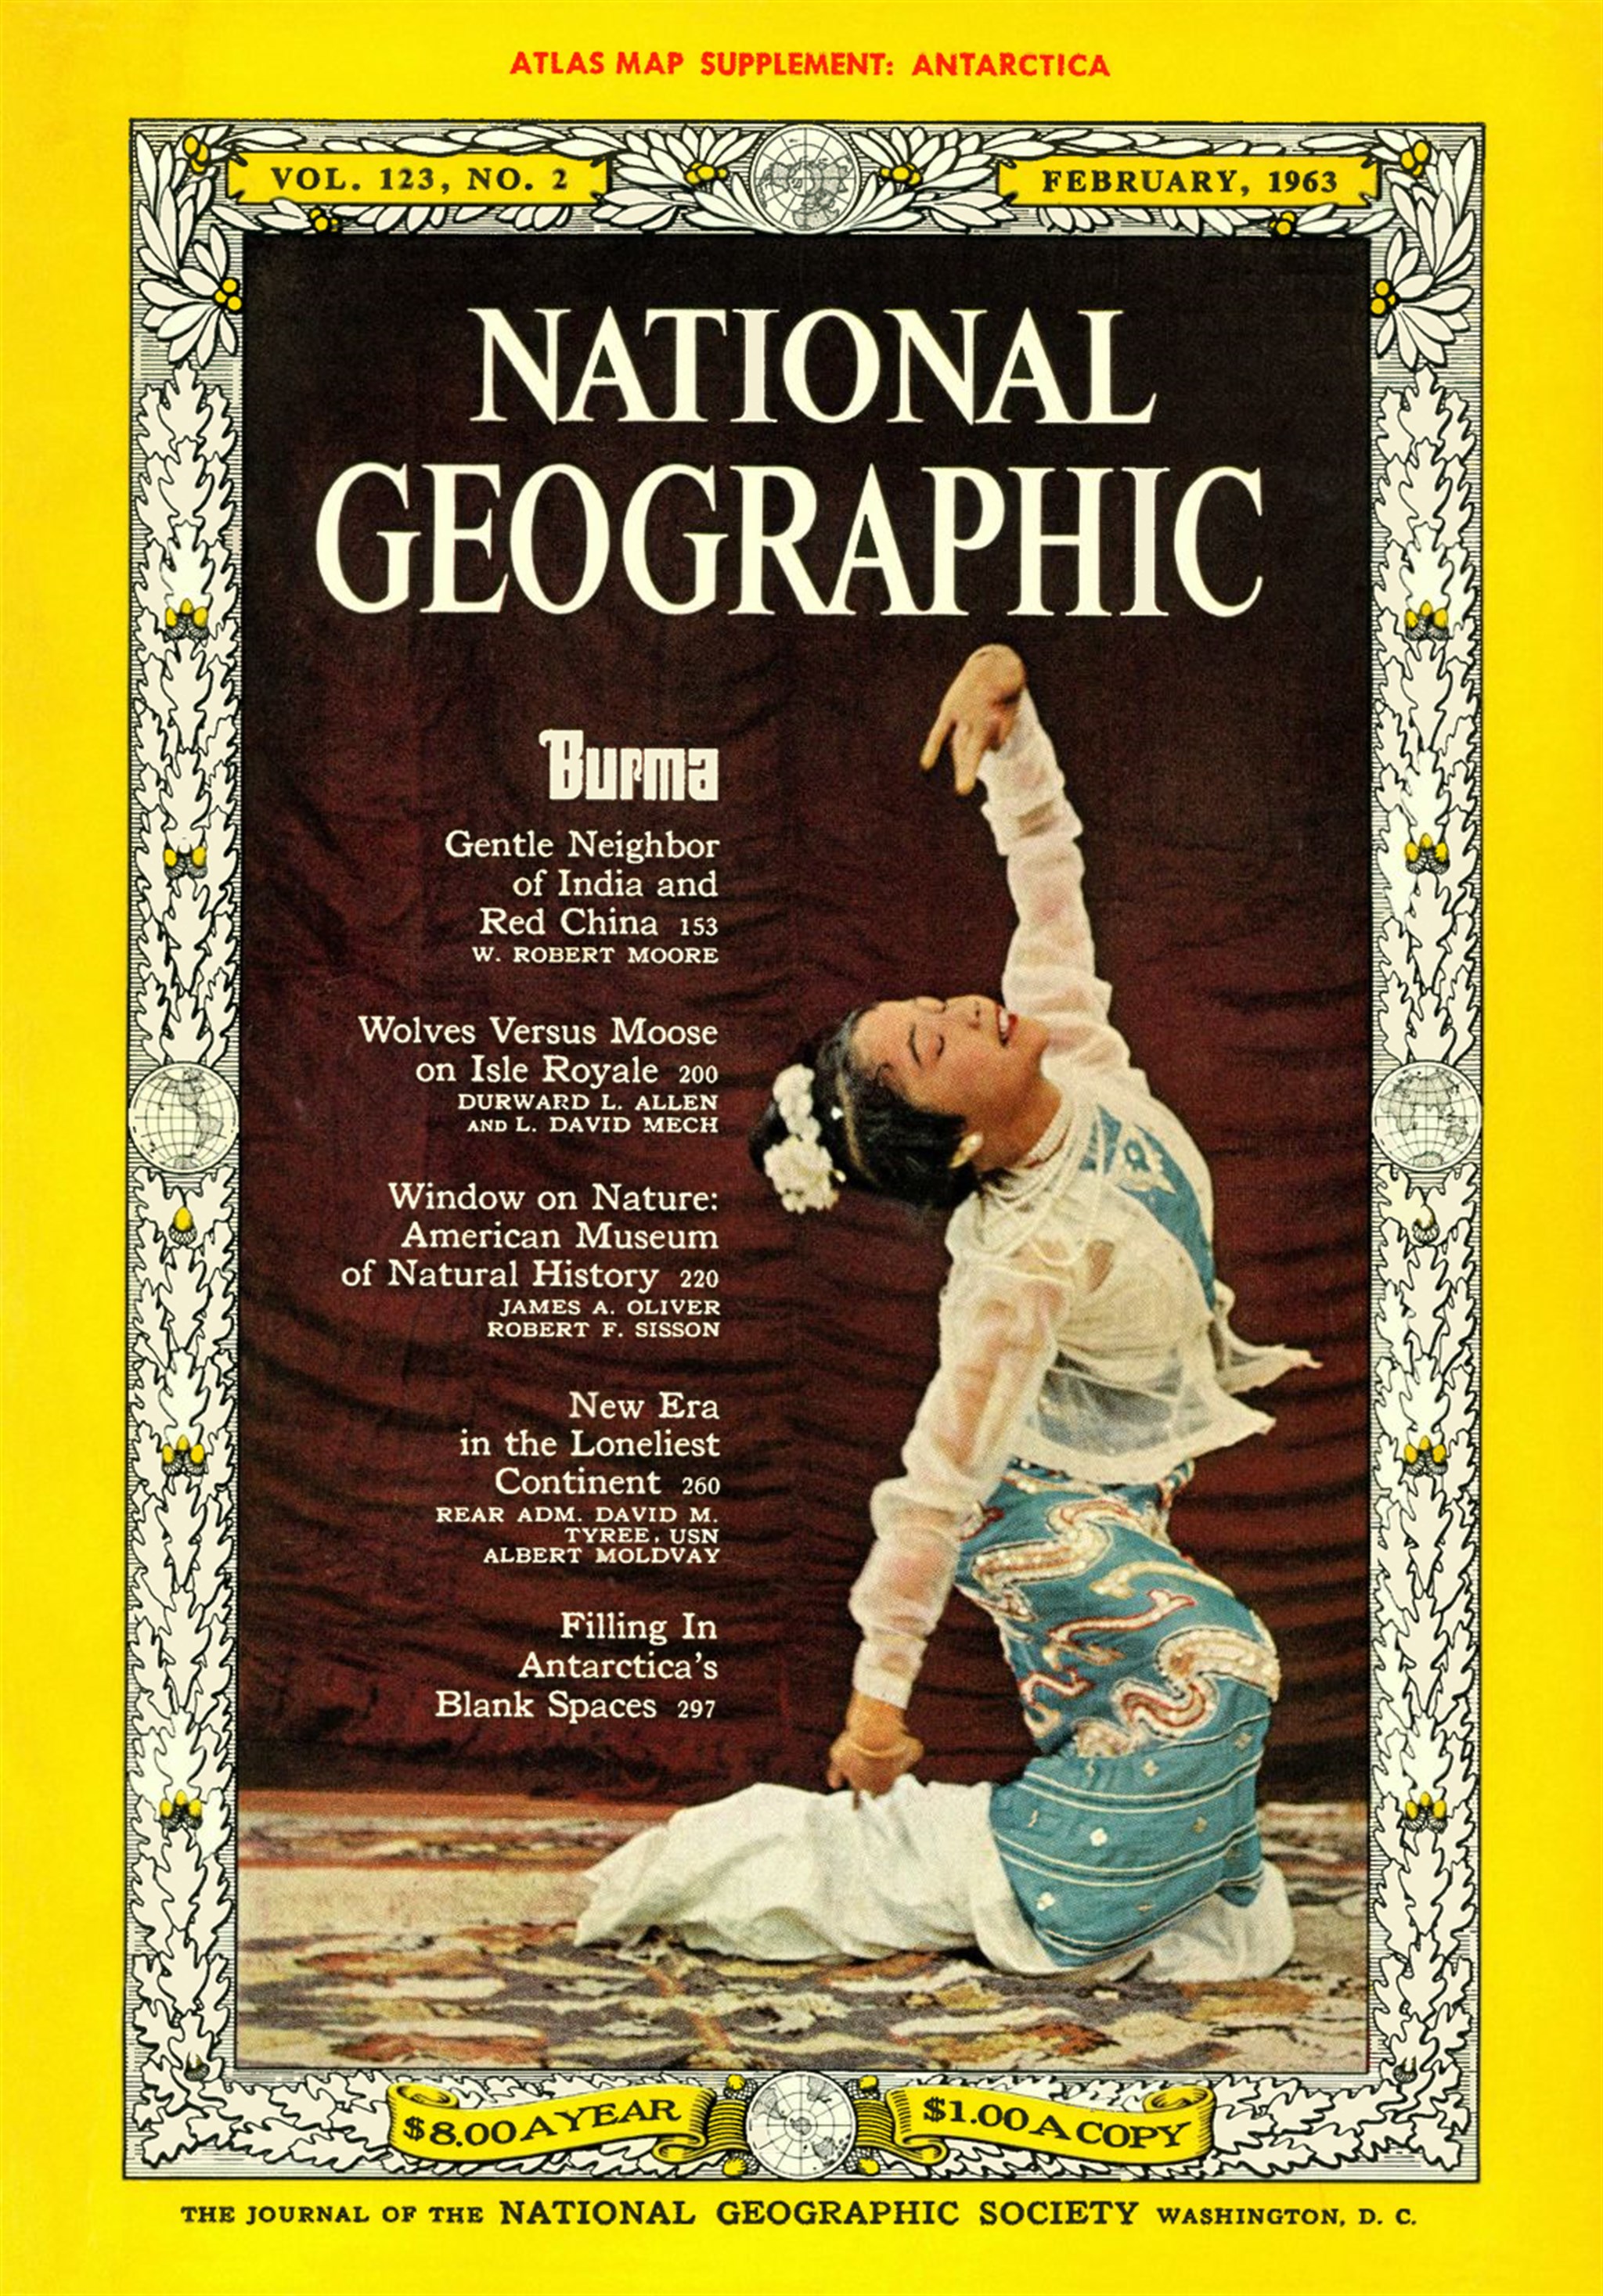 ATLAS MAP SUPPLEMENT: ANTARCTICA
VOL. 123, NO. 2
FEBRUARY, 1963
NATIONAL
GEOGRAPHIC
Burma
Gentle Neighbor
of India and
Red China 153
W. ROBERT MOORE
Wolves Versus Moose
on Isle Royale 200
DURWARD L. ALLEN
AND L. DAVID MECH
Window on Nature:
American Museum
of Natural History 220
JAMES A. OLIVER
ROBERT F. SISSON
New Era
in the Loneliest
Continent 260
REAR ADM. DAVID M.
TYREE, USN
ALBERT MOLDVAY
Filling In
Antarctica's
Blank Spaces 297
$8.00 A YEAR
$1.00 A COPY
THE JOURNAL OF THE NATIONAL GEOGRAPHIC SOCIETY WASHINGTON, D. C.